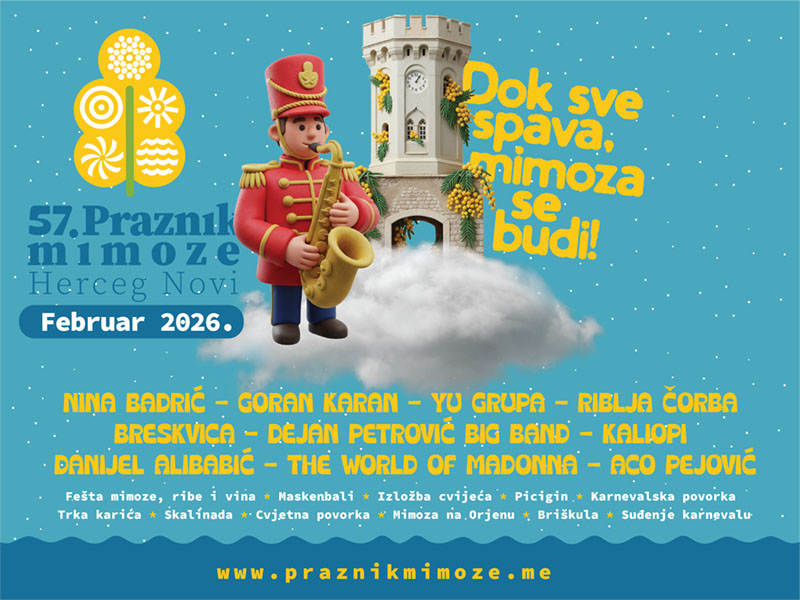 57. Praznik
mimoze
Herceg Novi
Februar 2026.
Dok sve
spava,
mimoza
se
budi!
NINA BADRIĆ – GORAN KARAN – YU GRUPA – RIBLJA ČORBA
BRESKVICA – DEJAN PETROVIĆ BIG BAND – KALIOPI
DANIJEL ALIBABIĆ – THE WORLD OF MADONNA – ACO PEJOVIĆ
Fešta mimoze, ribe i vina ★ Maskenbali ★ Izložba cvijeća ★ Picigin ★ Karnevalska povorka
Trka karića ★ Skalinada ★ Cvjetna povorka ★ Mimoza na Orjenu ★ Briškula ★ Suđenje karnevalu
www.praznikmimoze.me